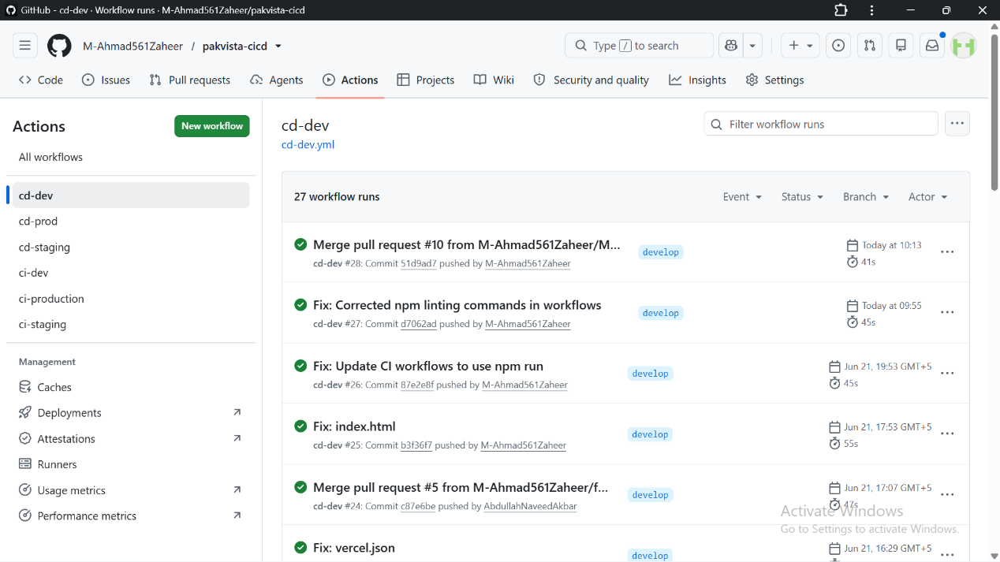 GitHub - cd-dev · Workflow runs · M-Ahmad561Zaheer/pakvista-cicd
M-Ahmad561Zaheer / pakvista-cicd
Type / to search
Code Issues Pull requests Agents Actions Projects Wiki Security and quality Insights Settings
Actions
New workflow
All workflows
cd-dev
cd-prod
cd-staging
ci-dev
ci-production
ci-staging
Management
Caches
Deployments
Attestations
Runners
Usage metrics
Performance metrics
cd-dev
cd-dev.yml
Filter workflow runs
27 workflow runs
Event Status Branch Actor
Merge pull request #10 from M-Ahmad561Zaheer/M...
cd-dev #28: Commit 51d9ad7 pushed by M-Ahmad561Zaheer
develop
Today at 10:13
41s
Fix: Corrected npm linting commands in workflows
cd-dev #27: Commit d7062ad pushed by M-Ahmad561Zaheer
develop
Today at 09:55
45s
Fix: Update CI workflows to use npm run
cd-dev #26: Commit 87e2e8f pushed by M-Ahmad561Zaheer
develop
Jun 21, 19:53 GMT+5
45s
Fix: index.html
cd-dev #25: Commit b3f36f7 pushed by M-Ahmad561Zaheer
develop
Jun 21, 17:53 GMT+5
55s
Merge pull request #5 from M-Ahmad561Zaheer/f...
cd-dev #24: Commit c87e6be pushed by AbdullahNaveedAkbar
develop
Jun 21, 17:07 GMT+5
47s
Fix: vercel.json
develop
Jun 21, 16:29 GMT+5
Activate Windows
Go to Settings to activate Windows.